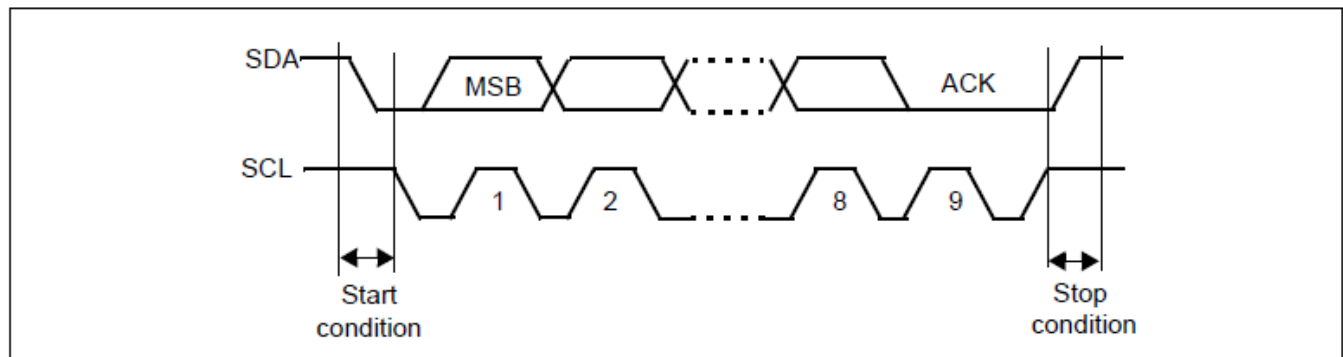 SDA
MSB
ACK
SCL
1 2 8 9
Start
condition
Stop
condition